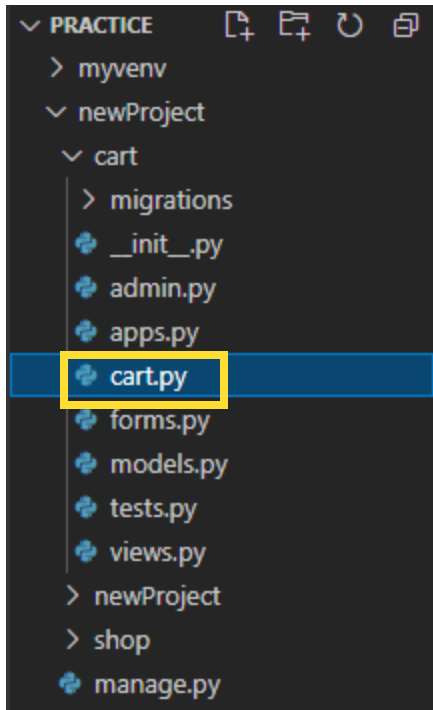 PRACTICE
myvenv
newProject
cart
migrations
__init__.py
admin.py
apps.py
cart.py
forms.py
models.py
tests.py
views.py
newProject
shop
manage.py